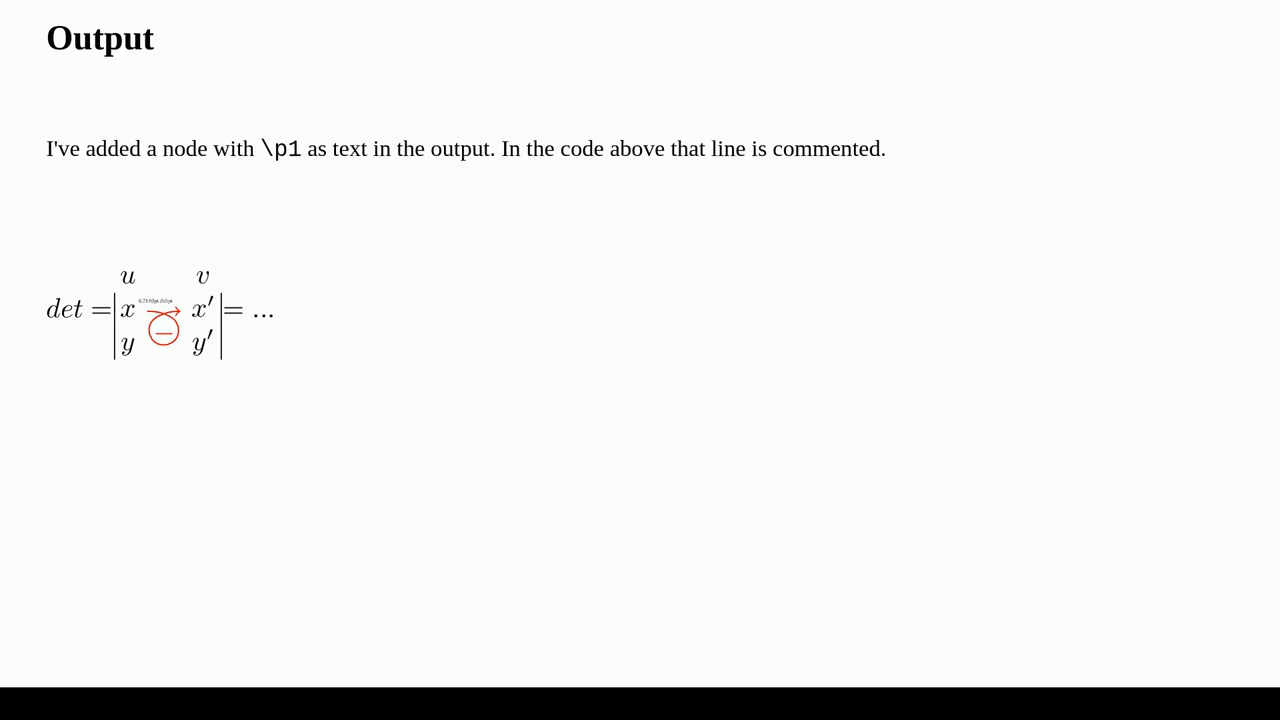 Output
I've added a node with \p1 as text in the output. In the code above that line is commented.
u v
det = | x x′ | = ...
y − y′